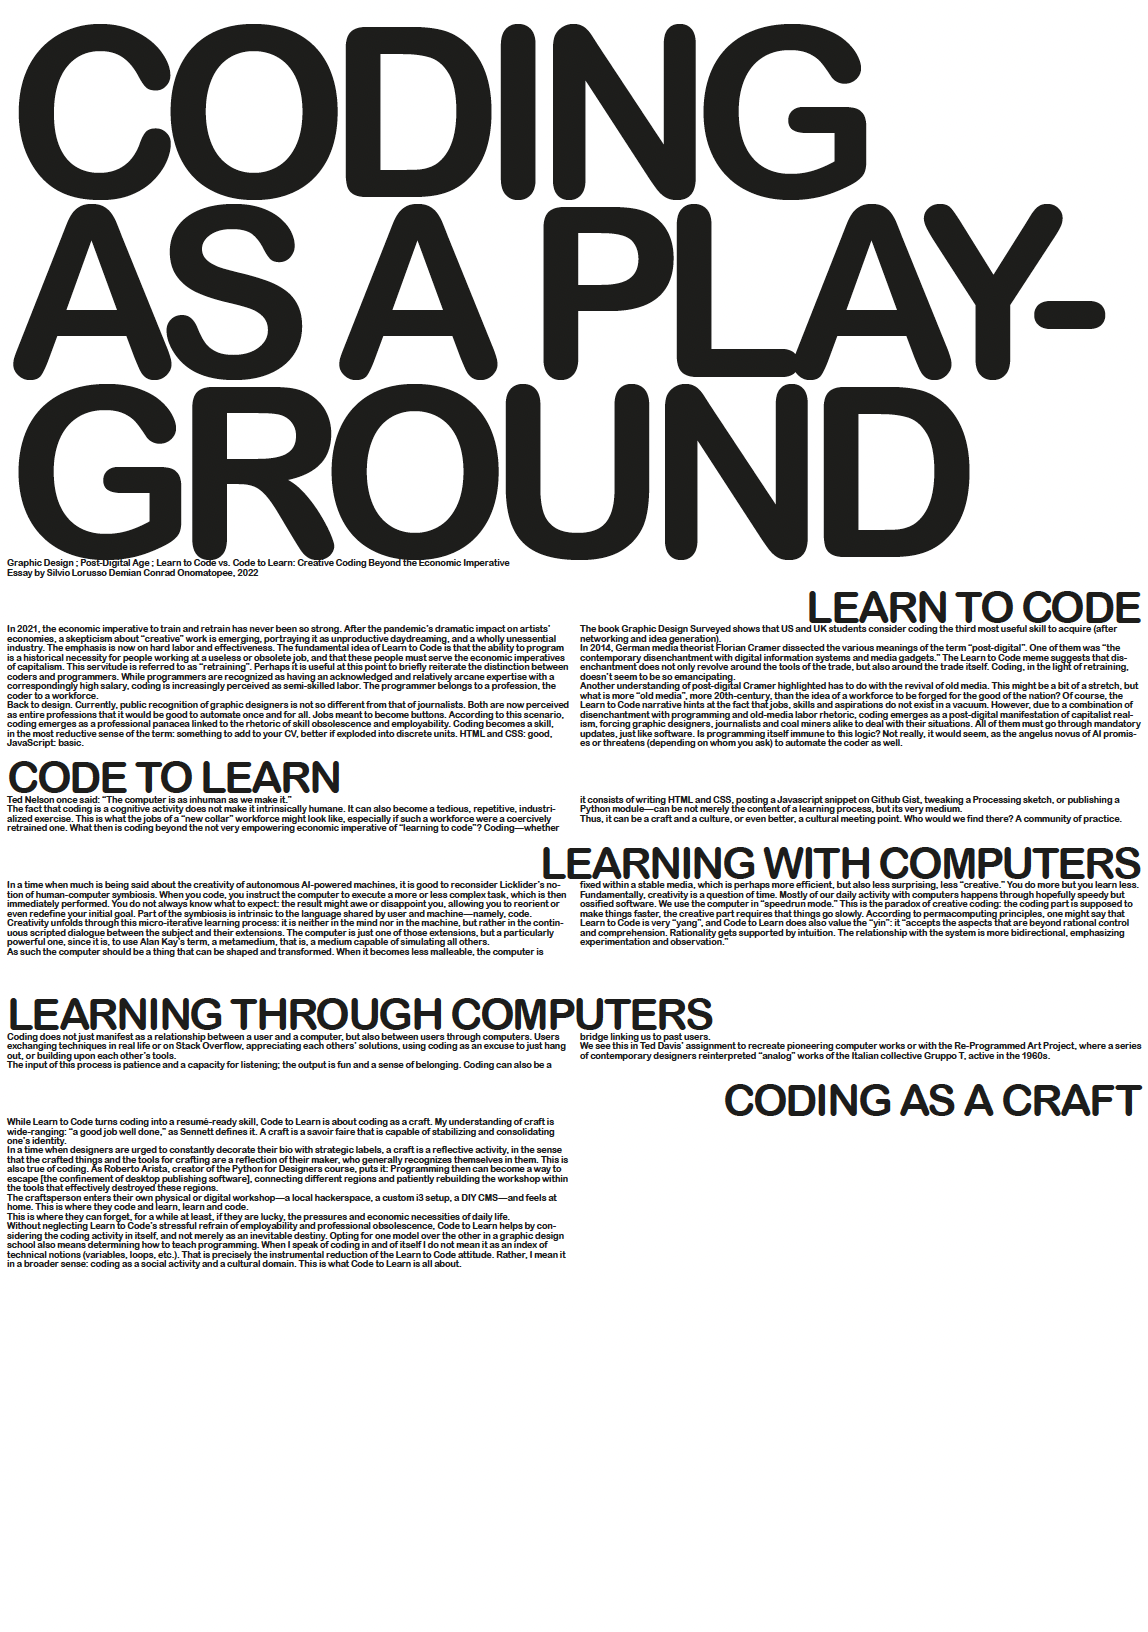 CODING
AS A PLAY-
GROUND
Graphic Design ; Post-Digital Age ; Learn to Code vs. Code to Learn: Creative Coding Beyond the Economic Imperative
Essay by Silvio Lorusso Demian Conrad Onomatopee, 2022
LEARN TO CODE
In 2021, the economic imperative to train and retrain has never been so strong. After the pandemic's dramatic impact on artists'
economies, a skepticism about “creative” work is emerging, portraying it as unproductive daydreaming, and a wholly unessential
industry. The emphasis is now on hard labor and effectiveness. The fundamental idea of Learn to Code is that the ability to program
is a historical necessity for people working at a useless or obsolete job, and that these people must serve the economic imperatives
of capitalism. This servitude is referred to as “retraining”. Perhaps it is useful at this point to briefly reiterate the distinction between
coders and programmers. While programmers are recognized as having an acknowledged and relatively arcane expertise with a
correspondingly high salary, coding is increasingly perceived as semi-skilled labor. The programmer belongs to a profession, the
coder to a workforce.
Back to design. Currently, public recognition of graphic designers is not so different from that of journalists. Both are now perceived
as entire professions that it would be good to automate once and for all. Jobs meant to become buttons. According to this scenario,
coding emerges as a professional panacea linked to the rhetoric of skill obsolescence and employability. Coding becomes a skill,
in the most reductive sense of the term: something to add to your CV, better if exploded into discrete units. HTML and CSS: good,
JavaScript: basic.
The book Graphic Design Surveyed shows that US and UK students consider coding the third most useful skill to acquire (after
networking and idea generation).
In 2014, German media theorist Florian Cramer dissected the various meanings of the term “post-digital”. One of them was “the
contemporary disenchantment with digital information systems and media gadgets.” The Learn to Code meme suggests that dis-
enchantment does not only revolve around the tools of the trade, but also around the trade itself. Coding, in the light of retraining,
doesn't seem to be so emancipating.
Another understanding of post-digital Cramer highlighted has to do with the revival of old media. This might be a bit of a stretch, but
what is more “old media”, more 20th-century, than the idea of a workforce to be forged for the good of the nation? Of course, the
Learn to Code narrative hints at the fact that jobs, skills and aspirations do not exist in a vacuum. However, due to a combination of
disenchantment with programming and old-media labor rhetoric, coding emerges as a post-digital manifestation of capitalist real-
ism, forcing graphic designers, journalists and coal miners alike to deal with their situations. All of them must go through mandatory
updates, just like software. Is programming itself immune to this logic? Not really, it would seem, as the angelus novus of AI promis-
es or threatens (depending on whom you ask) to automate the coder as well.
CODE TO LEARN
Ted Nelson once said: “The computer is as inhuman as we make it.”
The fact that coding is a cognitive activity does not make it intrinsically humane. It can also become a tedious, repetitive, industri-
alized exercise. This is what the jobs of a “new collar” workforce might look like, especially if such a workforce were a coercively
retrained one. What then is coding beyond the not very empowering economic imperative of “learning to code”? Coding—whether
it consists of writing HTML and CSS, posting a Javascript snippet on Github Gist, tweaking a Processing sketch, or publishing a
Python module—can be not merely the content of a learning process, but its very medium.
Thus, it can be a craft and a culture, or even better, a cultural meeting point. Who would we find there? A community of practice.
LEARNING WITH COMPUTERS
In a time when much is being said about the creativity of autonomous AI-powered machines, it is good to reconsider Licklider's no-
tion of human-computer symbiosis. When you code, you instruct the computer to execute a more or less complex task, which is then
immediately performed. You do not always know what to expect: the result might awe or disappoint you, allowing you to reorient or
even redefine your initial goal. Part of the symbiosis is intrinsic to the language shared by user and machine—namely, code.
Creativity unfolds through this micro-iterative learning process: it is neither in the mind nor in the machine, but rather in the contin-
uous scripted dialogue between the subject and their extensions. The computer is just one of those extensions, but a particularly
powerful one, since it is, to use Alan Kay's term, a metamedium, that is, a medium capable of simulating all others.
As such the computer should be a thing that can be shaped and transformed. When it becomes less malleable, the computer is
fixed within a stable media, which is perhaps more efficient, but also less surprising, less “creative.” You do more but you learn less.
Fundamentally, creativity is a question of time. Mostly of our daily activity with computers happens through hopefully speedy but
ossified software. We use the computer in “speedrun mode.” This is the paradox of creative coding: the coding part is supposed to
make things faster, the creative part requires that things go slowly. According to permacomputing principles, one might say that
Learn to Code is very “yang”, and Code to Learn does also value the “yin”: it “accepts the aspects that are beyond rational control
and comprehension. Rationality gets supported by intuition. The relationship with the system is more bidirectional, emphasizing
experimentation and observation.”
LEARNING THROUGH COMPUTERS
Coding does not just manifest as a relationship between a user and a computer, but also between users through computers. Users
exchanging techniques in real life or on Stack Overflow, appreciating each others' solutions, using coding as an excuse to just hang
out, or building upon each other's tools.
The input of this process is patience and a capacity for listening; the output is fun and a sense of belonging. Coding can also be a
bridge linking us to past users.
We see this in Ted Davis' assignment to recreate pioneering computer works or with the Re-Programmed Art Project, where a series
of contemporary designers reinterpreted “analog” works of the Italian collective Gruppo T, active in the 1960s.
CODING AS A CRAFT
While Learn to Code turns coding into a resumé-ready skill, Code to Learn is about coding as a craft. My understanding of craft is
wide-ranging: “a good job well done,” as Sennett defines it. A craft is a savoir faire that is capable of stabilizing and consolidating
one's identity.
In a time when designers are urged to constantly decorate their bio with strategic labels, a craft is a reflective activity, in the sense
that the crafted things and the tools for crafting are a reflection of their maker, who generally recognizes themselves in them. This is
also true of coding. As Roberto Arista, creator of the Python for Designers course, puts it: Programming then can become a way to
escape [the confinement of desktop publishing software], connecting different regions and patiently rebuilding the workshop within
the tools that effectively destroyed these regions.
The craftsperson enters their own physical or digital workshop—a local hackerspace, a custom i3 setup, a DIY CMS—and feels at
home. This is where they code and learn, learn and code.
This is where they can forget, for a while at least, if they are lucky, the pressures and economic necessities of daily life.
Without neglecting Learn to Code's stressful refrain of employability and professional obsolescence, Code to Learn helps by con-
sidering the coding activity in itself, and not merely as an inevitable destiny. Opting for one model over the other in a graphic design
school also means determining how to teach programming. When I speak of coding in and of itself I do not mean it as an index of
technical notions (variables, loops, etc.). That is precisely the instrumental reduction of the Learn to Code attitude. Rather, I mean it
in a broader sense: coding as a social activity and a cultural domain. This is what Code to Learn is all about.